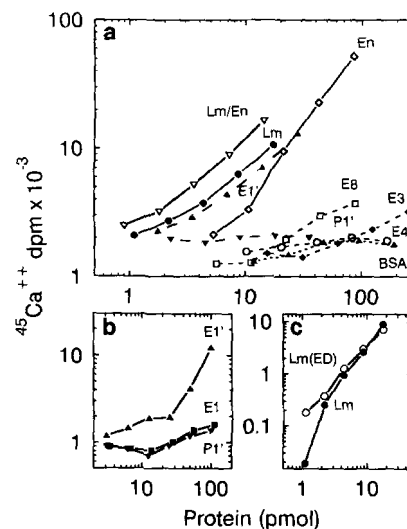 100
a
En
Lm/En
Lm
10
E1'
E8
E3
P1'
E4
1
BSA
1 10 100
45Ca++ dpm x 10-3
b
c
10
10
E1'
Lm(ED)
1
E1
Lm
1
P1'
0.1
10 100
1 10
Protein (pmol)